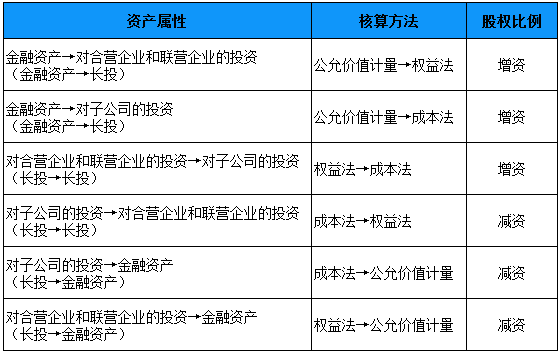 资产属性 核算方法 股权比例
金融资产→对合营企业和联营企业的投资
（金融资产→长投） 公允价值计量→权益法 增资
金融资产→对子公司的投资
（金融资产→长投） 公允价值计量→成本法 增资
对合营企业和联营企业的投资→对子公司的投资
（长投→长投） 权益法→成本法 增资
对子公司的投资→对合营企业和联营企业的投资
（长投→长投） 成本法→权益法 减资
对子公司的投资→金融资产
（长投→金融资产） 成本法→公允价值计量 减资
对合营企业和联营企业的投资→金融资产
（长投→金融资产） 权益法→公允价值计量 减资